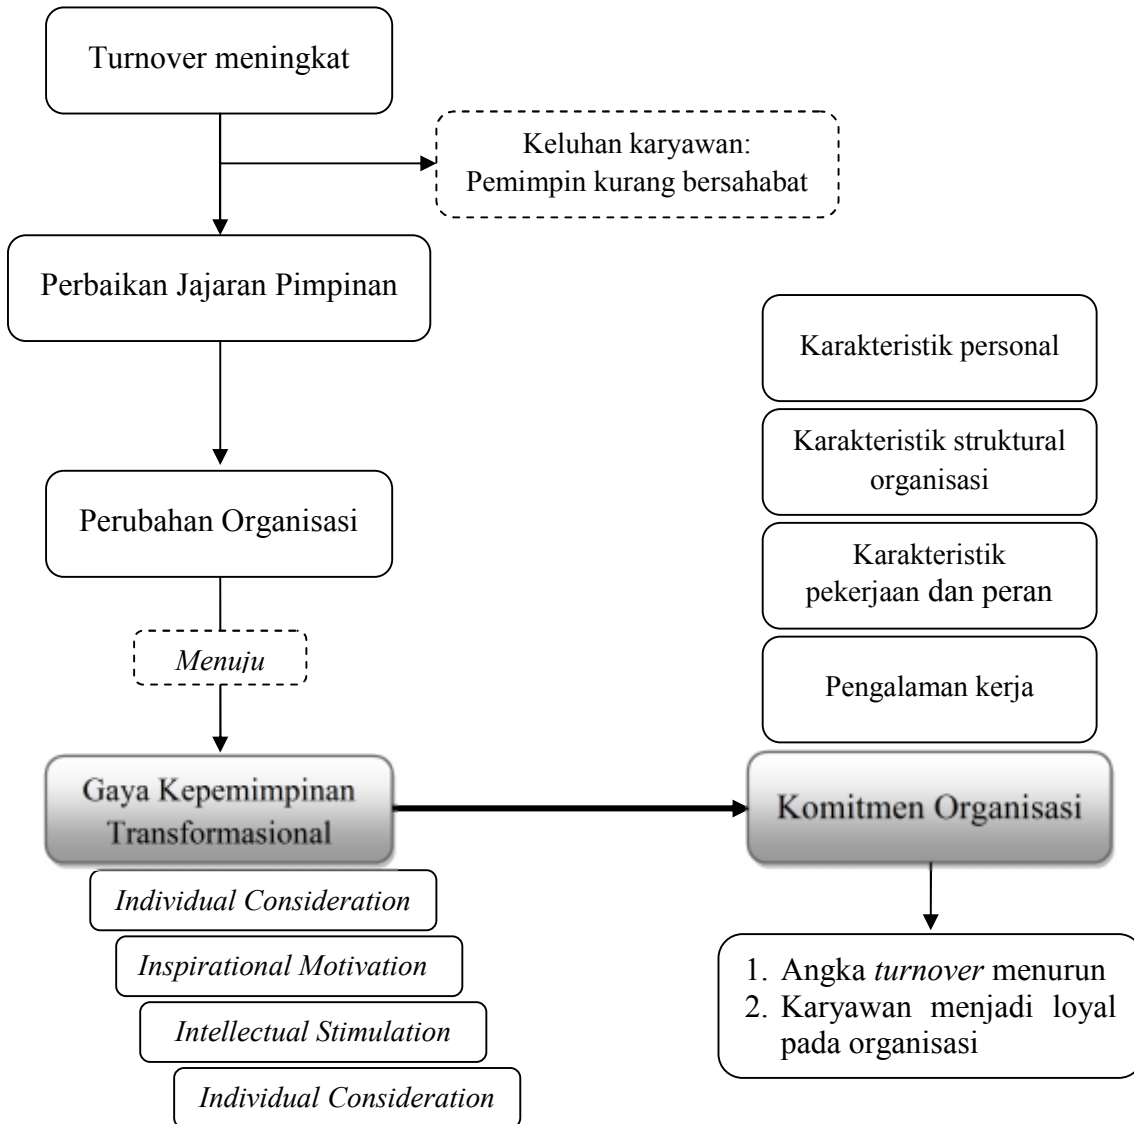 Turnover meningkat
Keluhan karyawan:
Pemimpin kurang bersahabat
Perbaikan Jajaran Pimpinan
Perubahan Organisasi
Menuju
Gaya Kepemimpinan
Transformasional
Individual Consideration
Inspirational Motivation
Intellectual Stimulation
Individual Consideration
Karakteristik personal
Karakteristik struktural
organisasi
Karakteristik
pekerjaan dan peran
Pengalaman kerja
Komitmen Organisasi
1. Angka turnover menurun
2. Karyawan menjadi loyal
pada organisasi